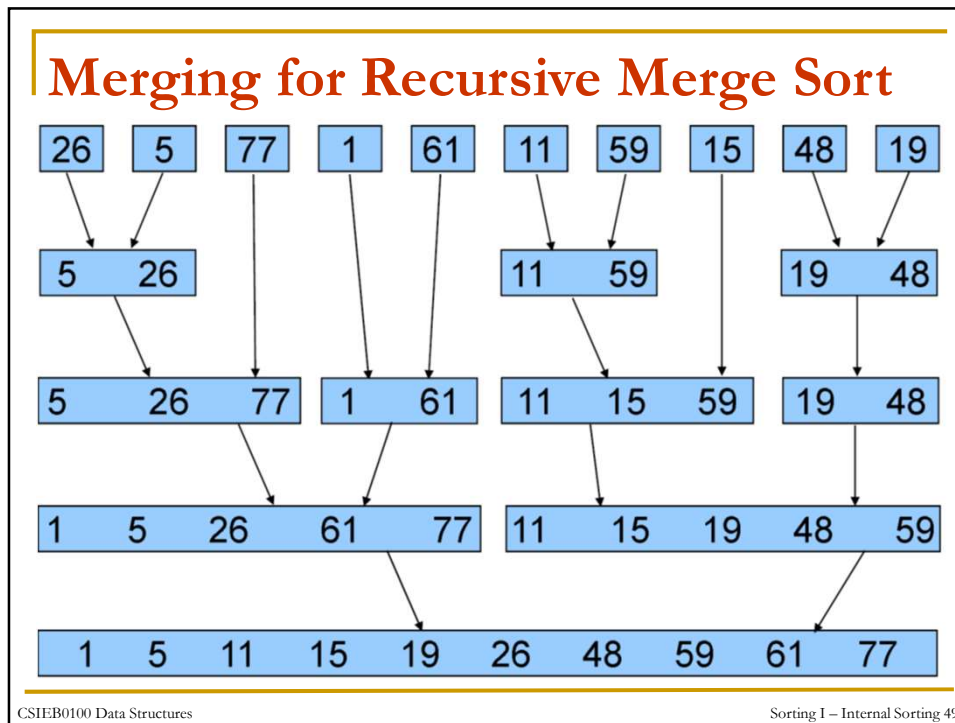 Merging for Recursive Merge Sort
26 5 77 1 61 11 59 15 48 19
5 26 11 59 19 48
5 26 77 1 61 11 15 59 19 48
1 5 26 61 77 11 15 19 48 59
1 5 11 15 19 26 48 59 61 77
CSIEB0100 Data Structures Sorting I – Internal Sorting 49